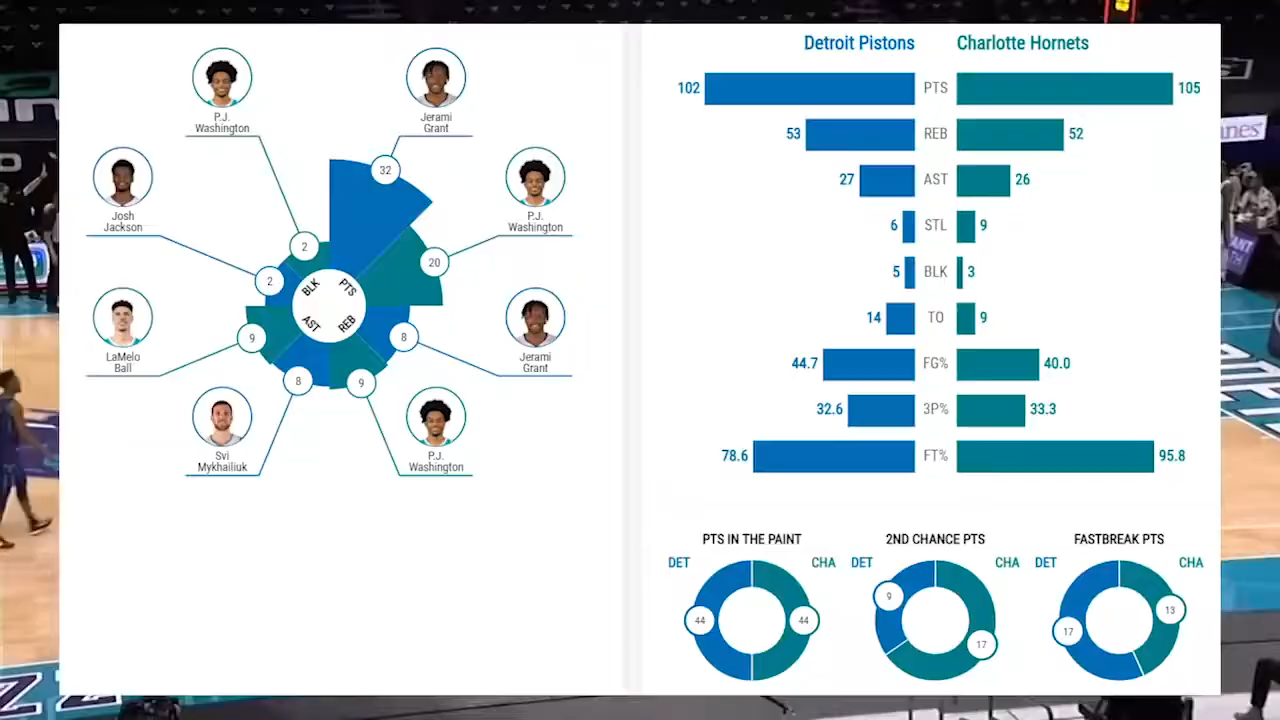 P.J.
Washington
Jerami
Grant
32
Josh
Jackson
P.J.
Washington
2
20
2
BLK
PTS
AST
REB
LaMelo
Ball
9
8
Jerami
Grant
8
9
Svi
Mykhailiuk
P.J.
Washington
Detroit Pistons
Charlotte Hornets
102 PTS 105
53 REB 52
27 AST 26
6 STL 9
5 BLK 3
14 TO 9
44.7 FG% 40.0
32.6 3P% 33.3
78.6 FT% 95.8
PTS IN THE PAINT
DET CHA
44 44
2ND CHANCE PTS
DET CHA
9 17
FASTBREAK PTS
DET CHA
17 13